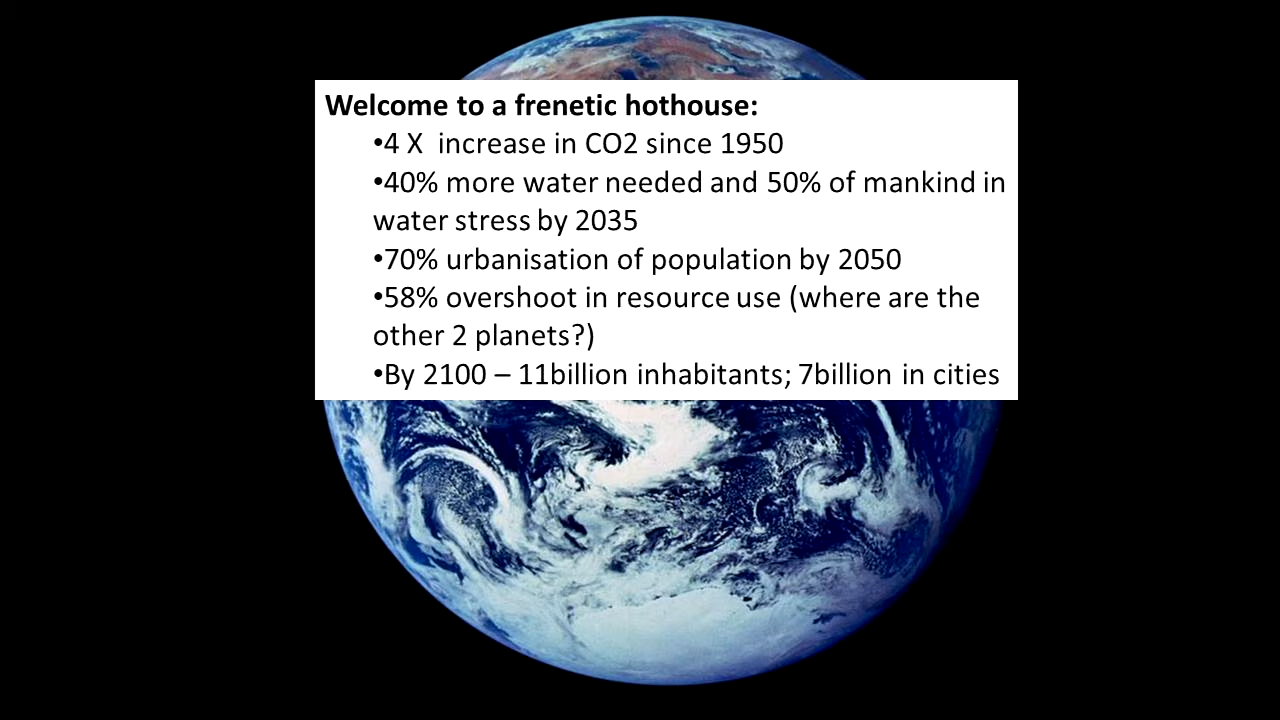 Welcome to a frenetic hothouse:
•4 X  increase in CO2 since 1950
•40% more water needed and 50% of mankind in
water stress by 2035
•70% urbanisation of population by 2050
•58% overshoot in resource use (where are the
other 2 planets?)
•By 2100 – 11billion inhabitants; 7billion in cities